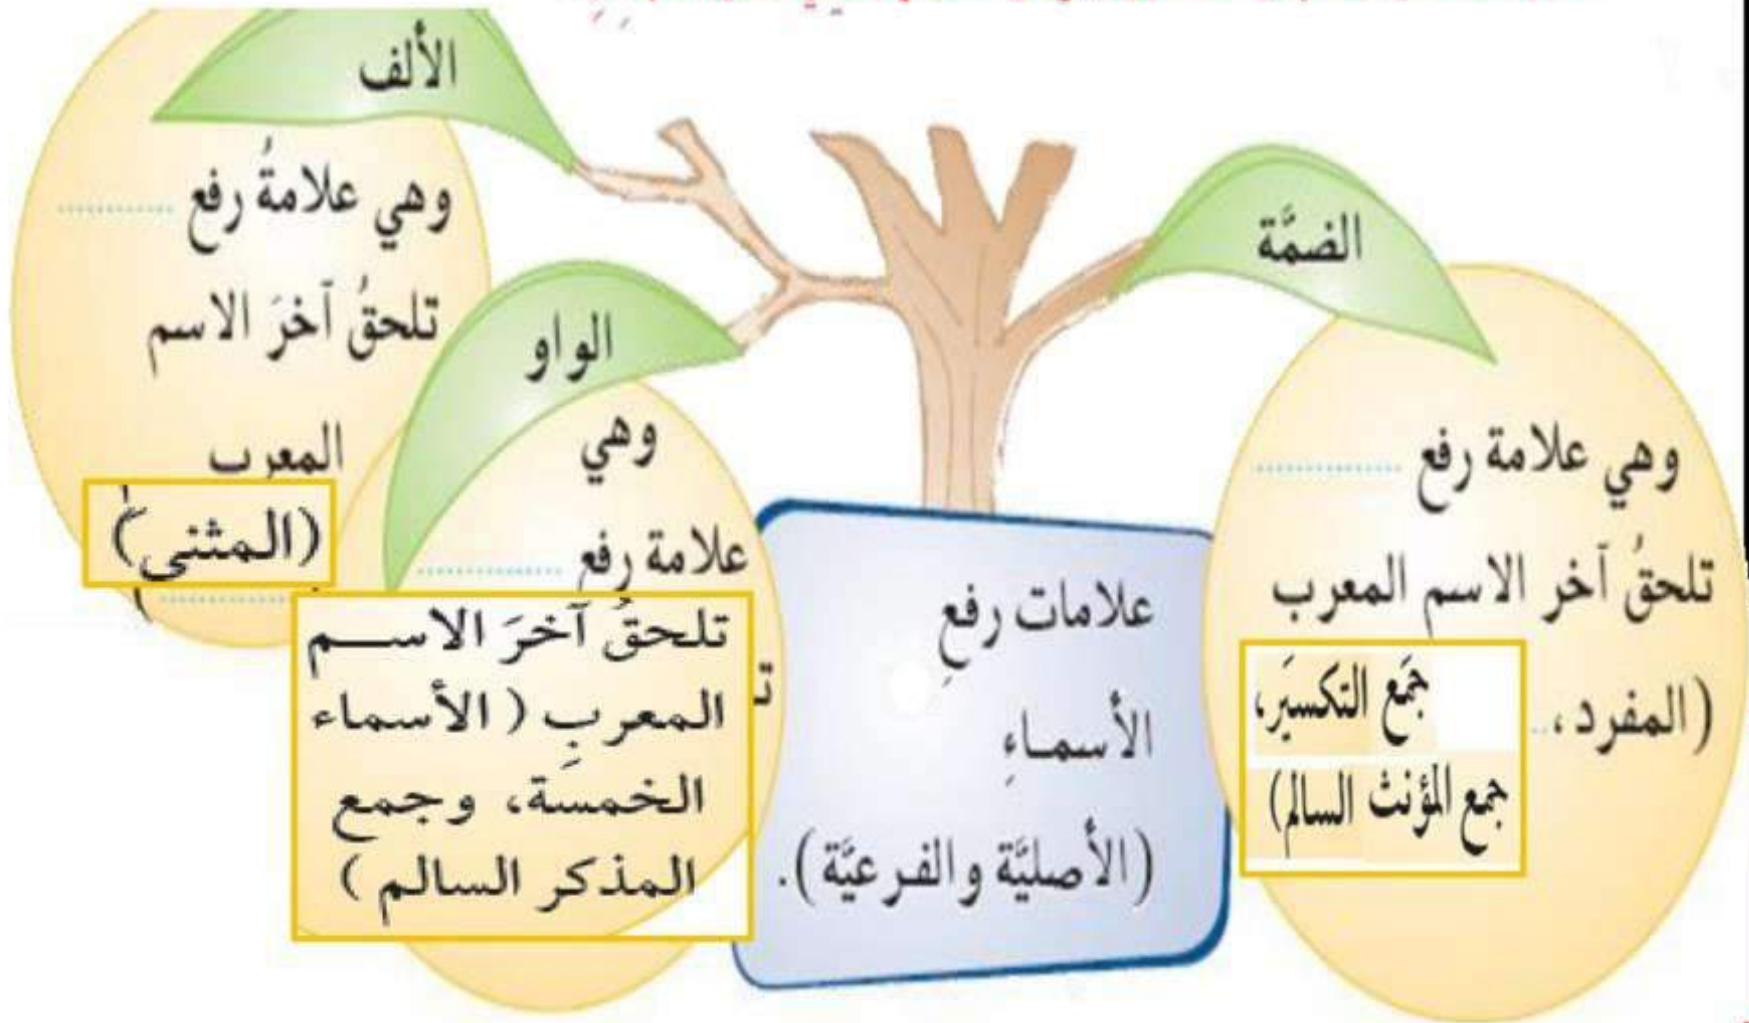 الضمَّة
وهي علامة رفع ............
تلحقُ آخر الاسم المعرب
(المفرد، .. جمَع التكسيَر،
جمع المؤنث السالم)
علامات رفعِ
الأسماءِ
(الأصليَّة والفرعيَّة).
الواو
وهي
علامة رفع ............
تلحقُ آخرَ الاسم
المعربِ (الأسماء
الخمسة، وجمع
المذكر السالم)
الألف
وهي علامةُ رفع ............
تلحقُ آخرَ الاسم
المعرب
(المثنى)